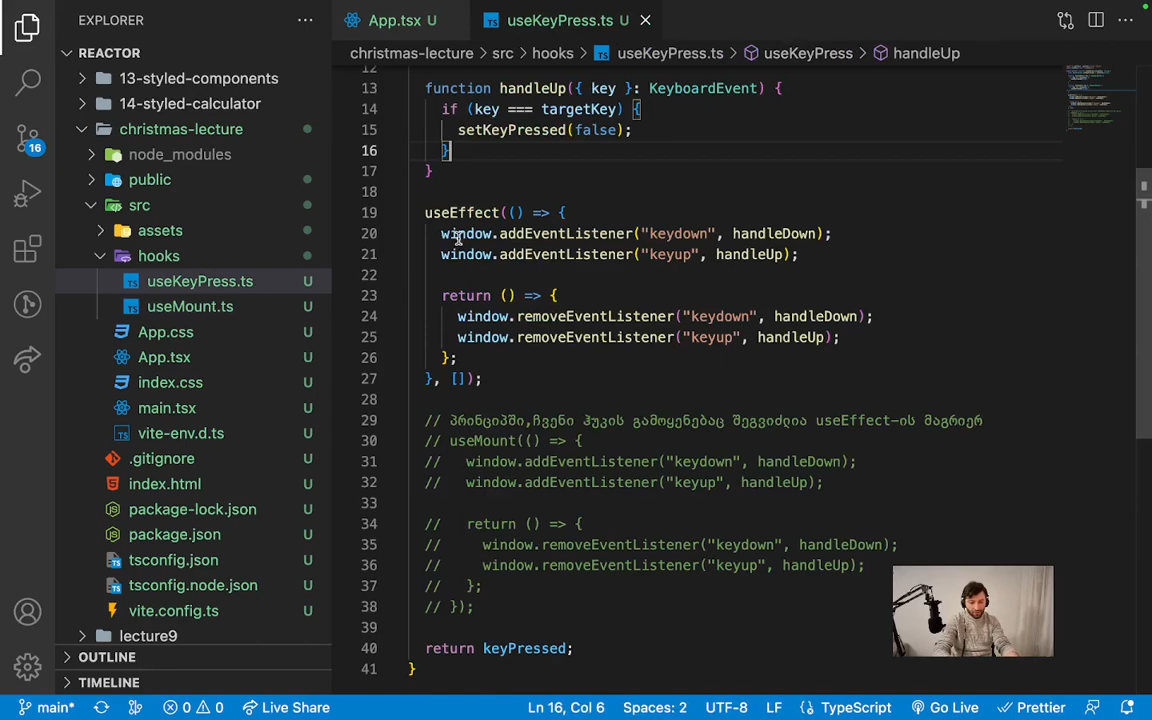 EXPLORER
REACTOR
13-styled-components
14-styled-calculator
christmas-lecture
node_modules
public
src
assets
hooks
useKeyPress.ts U
useMount.ts U
App.css U
App.tsx U
index.css U
main.tsx U
vite-env.d.ts U
.gitignore U
index.html U
package-lock.json U
package.json U
tsconfig.json U
tsconfig.node.json U
vite.config.ts U
lecture9
OUTLINE
TIMELINE
16
App.tsx U
useKeyPress.ts U
christmas-lecture > src > hooks > useKeyPress.ts > useKeyPress > handleUp
12
13 function handleUp({ key }: KeyboardEvent) {
14 if (key === targetKey) {
15 setKeyPressed(false);
16 }
17 }
18
19 useEffect(() => {
20 window.addEventListener("keydown", handleDown);
21 window.addEventListener("keyup", handleUp);
22
23 return () => {
24 window.removeEventListener("keydown", handleDown);
25 window.removeEventListener("keyup", handleUp);
26 };
27 }, []);
28
29 // პრინციპში,ჩვენი ჰუკის გამოყენებაც შეგვიძლია useEffect-ის მაგრიერ
30 // useMount(() => {
31 // window.addEventListener("keydown", handleDown);
32 // window.addEventListener("keyup", handleUp);
33
34 // return () => {
35 // window.removeEventListener("keydown", handleDown);
36 // window.removeEventListener("keyup", handleUp);
37 // };
38 // });
39
40 return keyPressed;
41 }
main* 0 0 Live Share Ln 16, Col 6 Spaces: 2 UTF-8 LF {} TypeScript Go Live Prettier